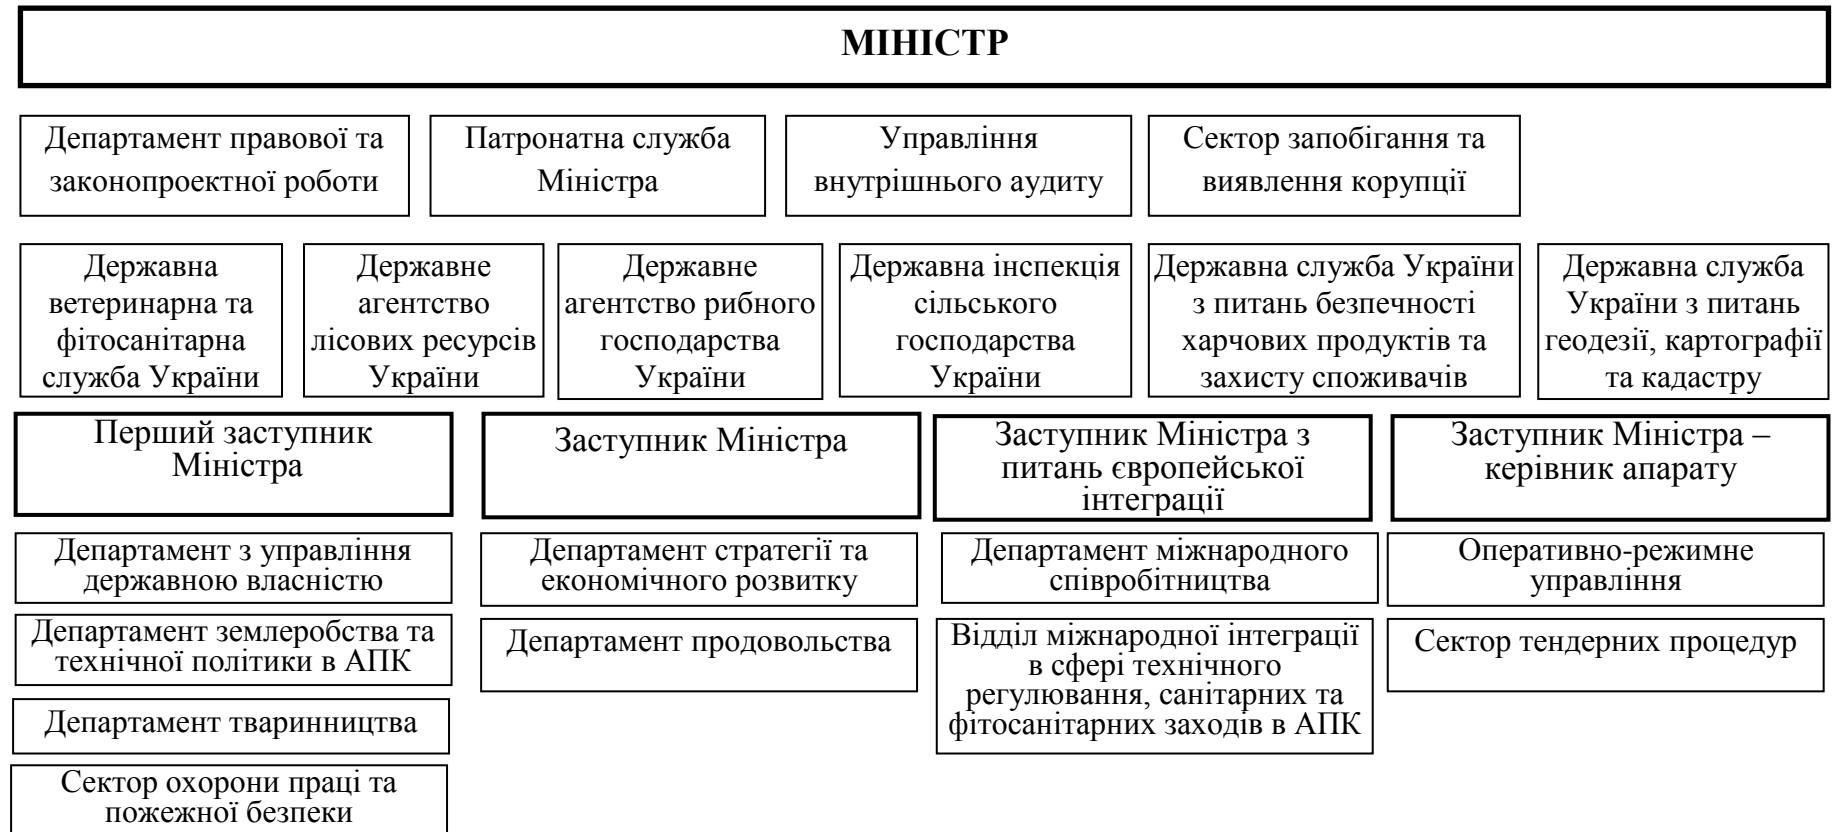 МІНІСТР
Департамент правової та
законопроектної роботи
Патронатна служба
Міністра
Управління
внутрішнього аудиту
Сектор запобігання та
виявлення корупції
Державна
ветеринарна та
фітосанітарна
служба України
Державне
агентство
лісових ресурсів
України
Державне
агентство рибного
господарства
України
Державна інспекція
сільського
господарства
України
Державна служба України
з питань безпечності
харчових продуктів та
захисту споживачів
Державна служба
України з питань
геодезії, картографії
та кадастру
Перший заступник
Міністра
Заступник Міністра
Заступник Міністра з
питань європейської
інтеграції
Заступник Міністра –
керівник апарату
Департамент з управління
державною власністю
Департамент стратегії та
економічного розвитку
Департамент міжнародного
співробітництва
Оперативно-режимне
управління
Департамент землеробства та
технічної політики в АПК
Департамент продовольства
Відділ міжнародної інтеграції
в сфері технічного
регулювання, санітарних та
фітосанітарних заходів в АПК
Сектор тендерних процедур
Департамент тваринництва
Сектор охорони праці та
пожежної безпеки